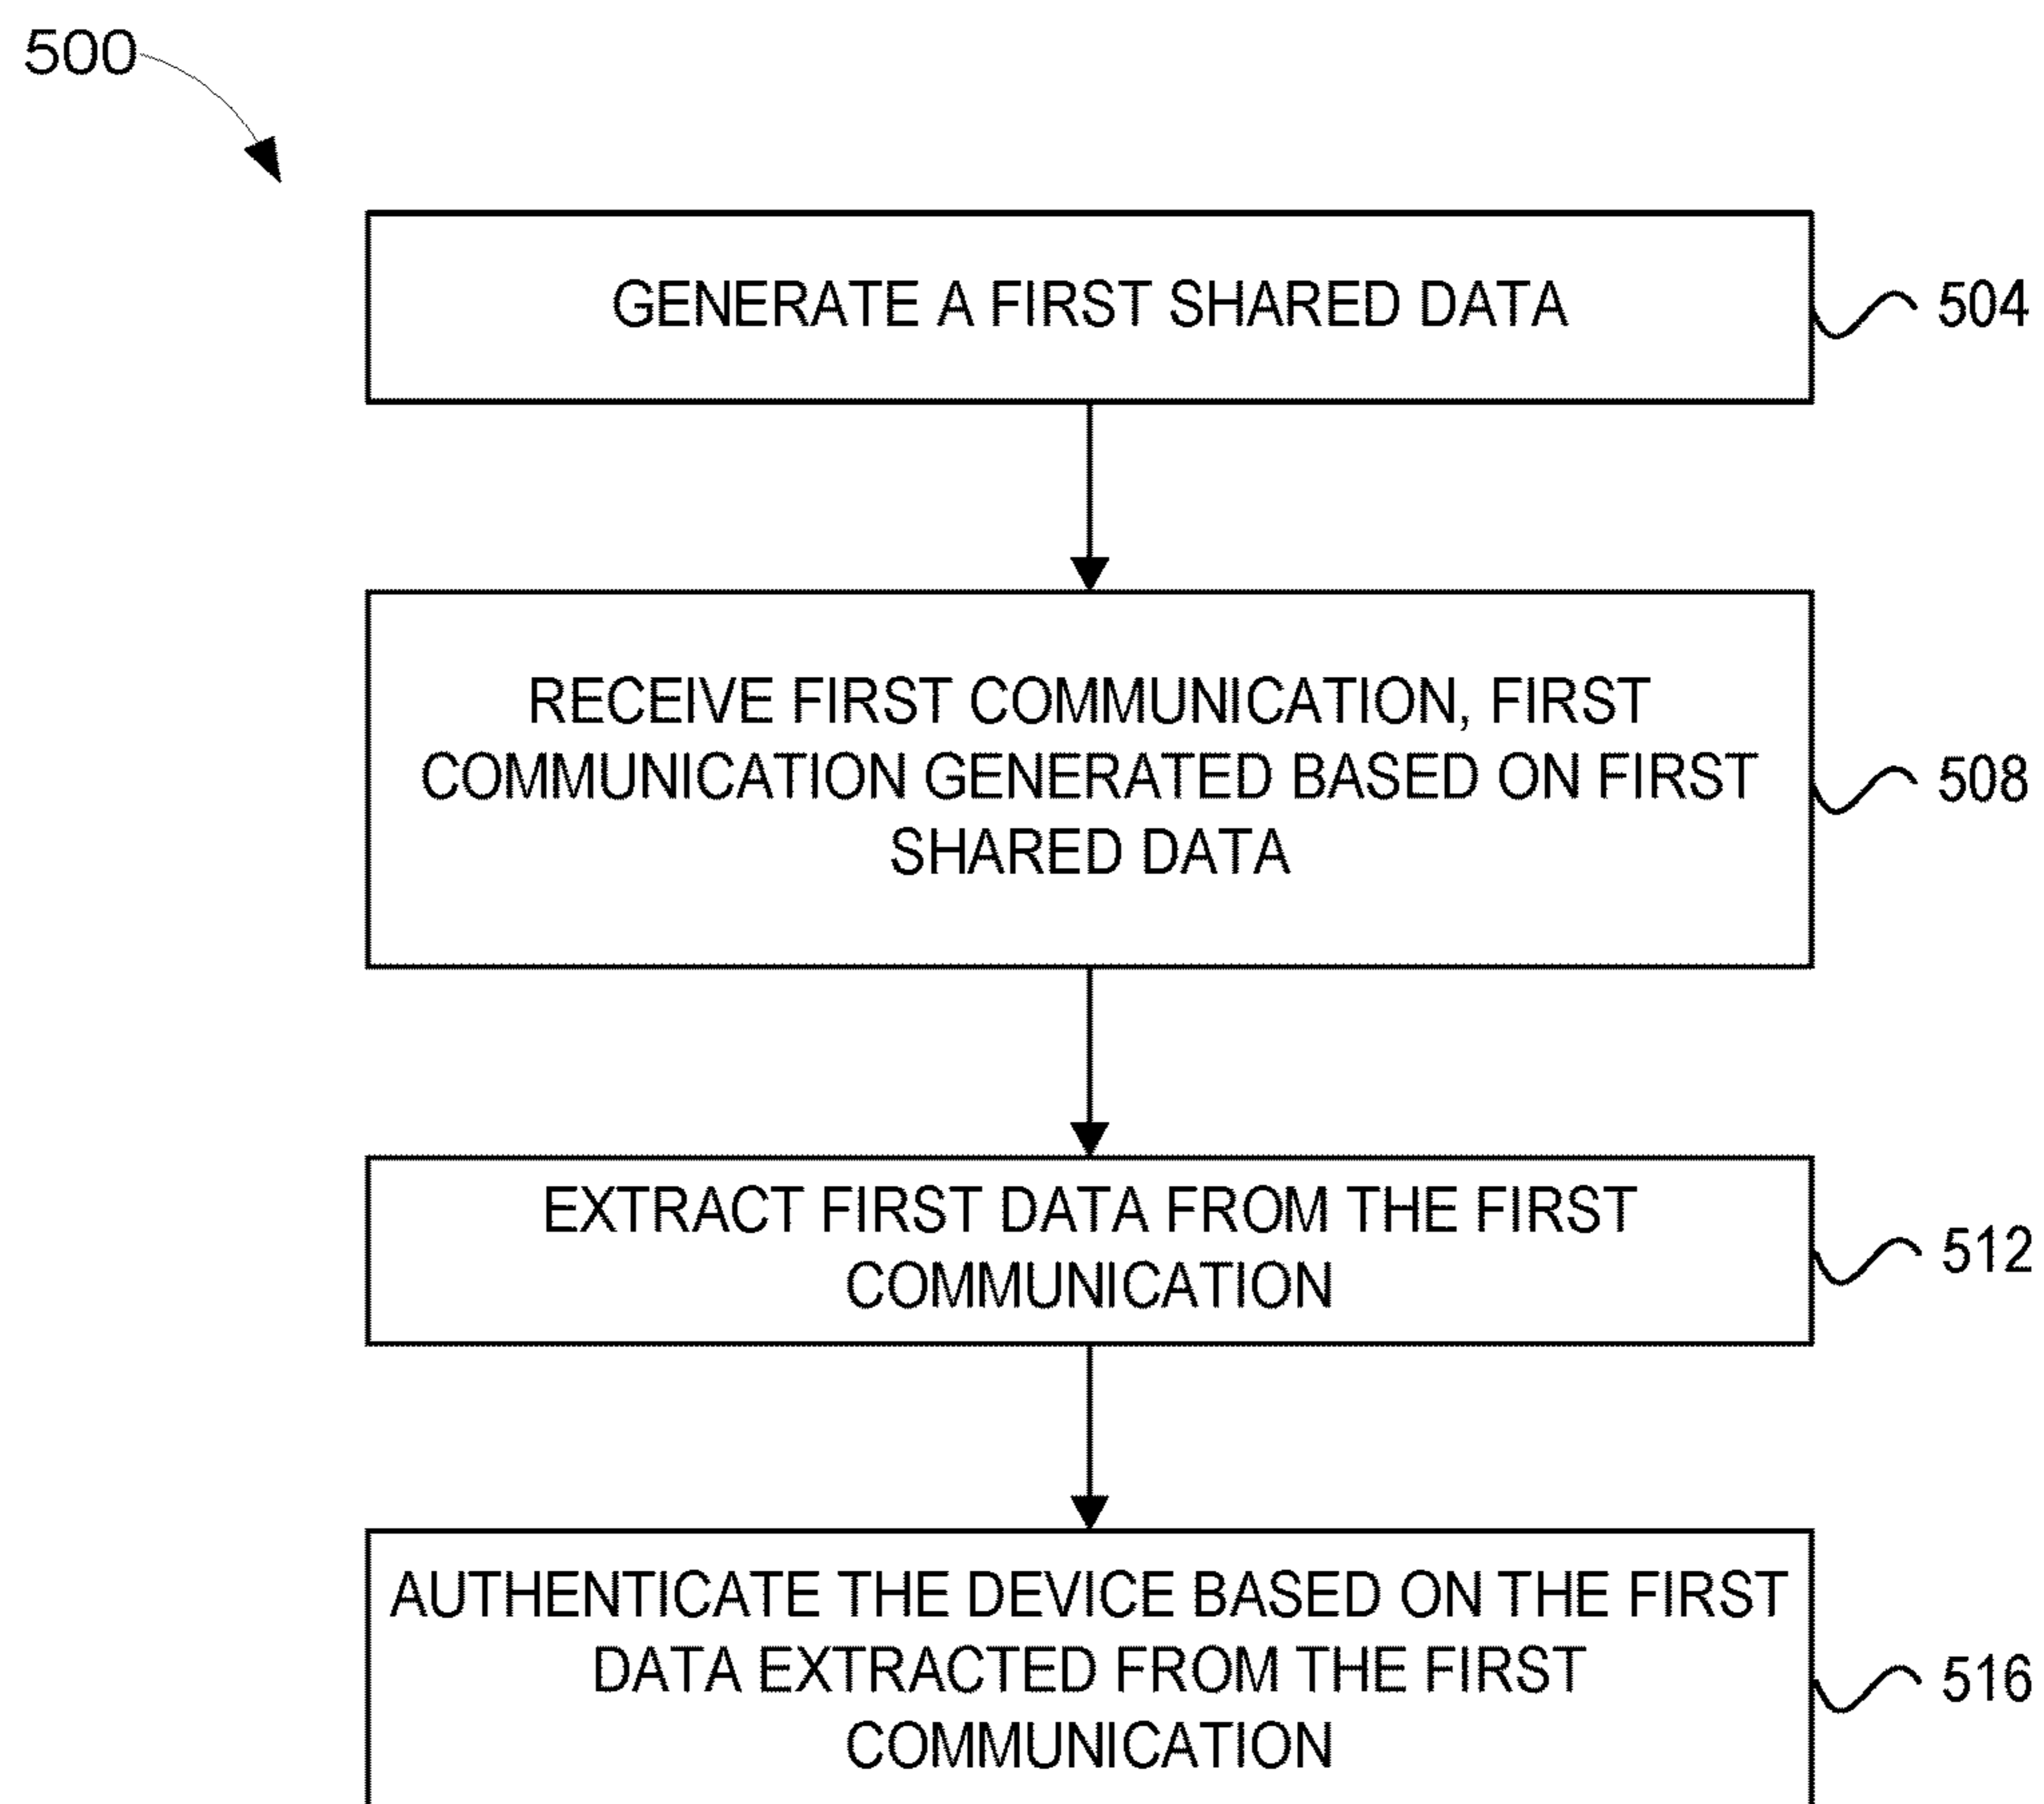 500
GENERATE A FIRST SHARED DATA
504
RECEIVE FIRST COMMUNICATION, FIRST
COMMUNICATION GENERATED BASED ON FIRST
SHARED DATA
508
EXTRACT FIRST DATA FROM THE FIRST
COMMUNICATION
512
AUTHENTICATE THE DEVICE BASED ON THE FIRST
DATA EXTRACTED FROM THE FIRST
COMMUNICATION
516